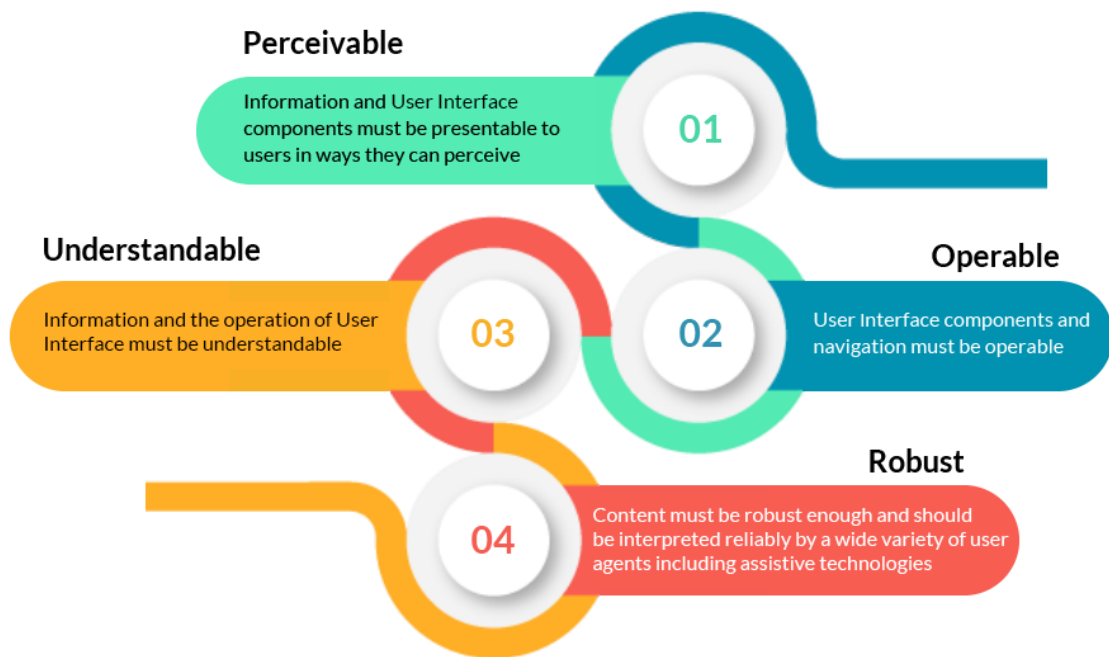 Perceivable
Information and User Interface
components must be presentable to
users in ways they can perceive
01
Operable
User Interface components and
navigation must be operable
02
Understandable
Information and the operation of User
Interface must be understandable
03
Robust
Content must be robust enough and should
be interpreted reliably by a wide variety of user
agents including assistive technologies
04